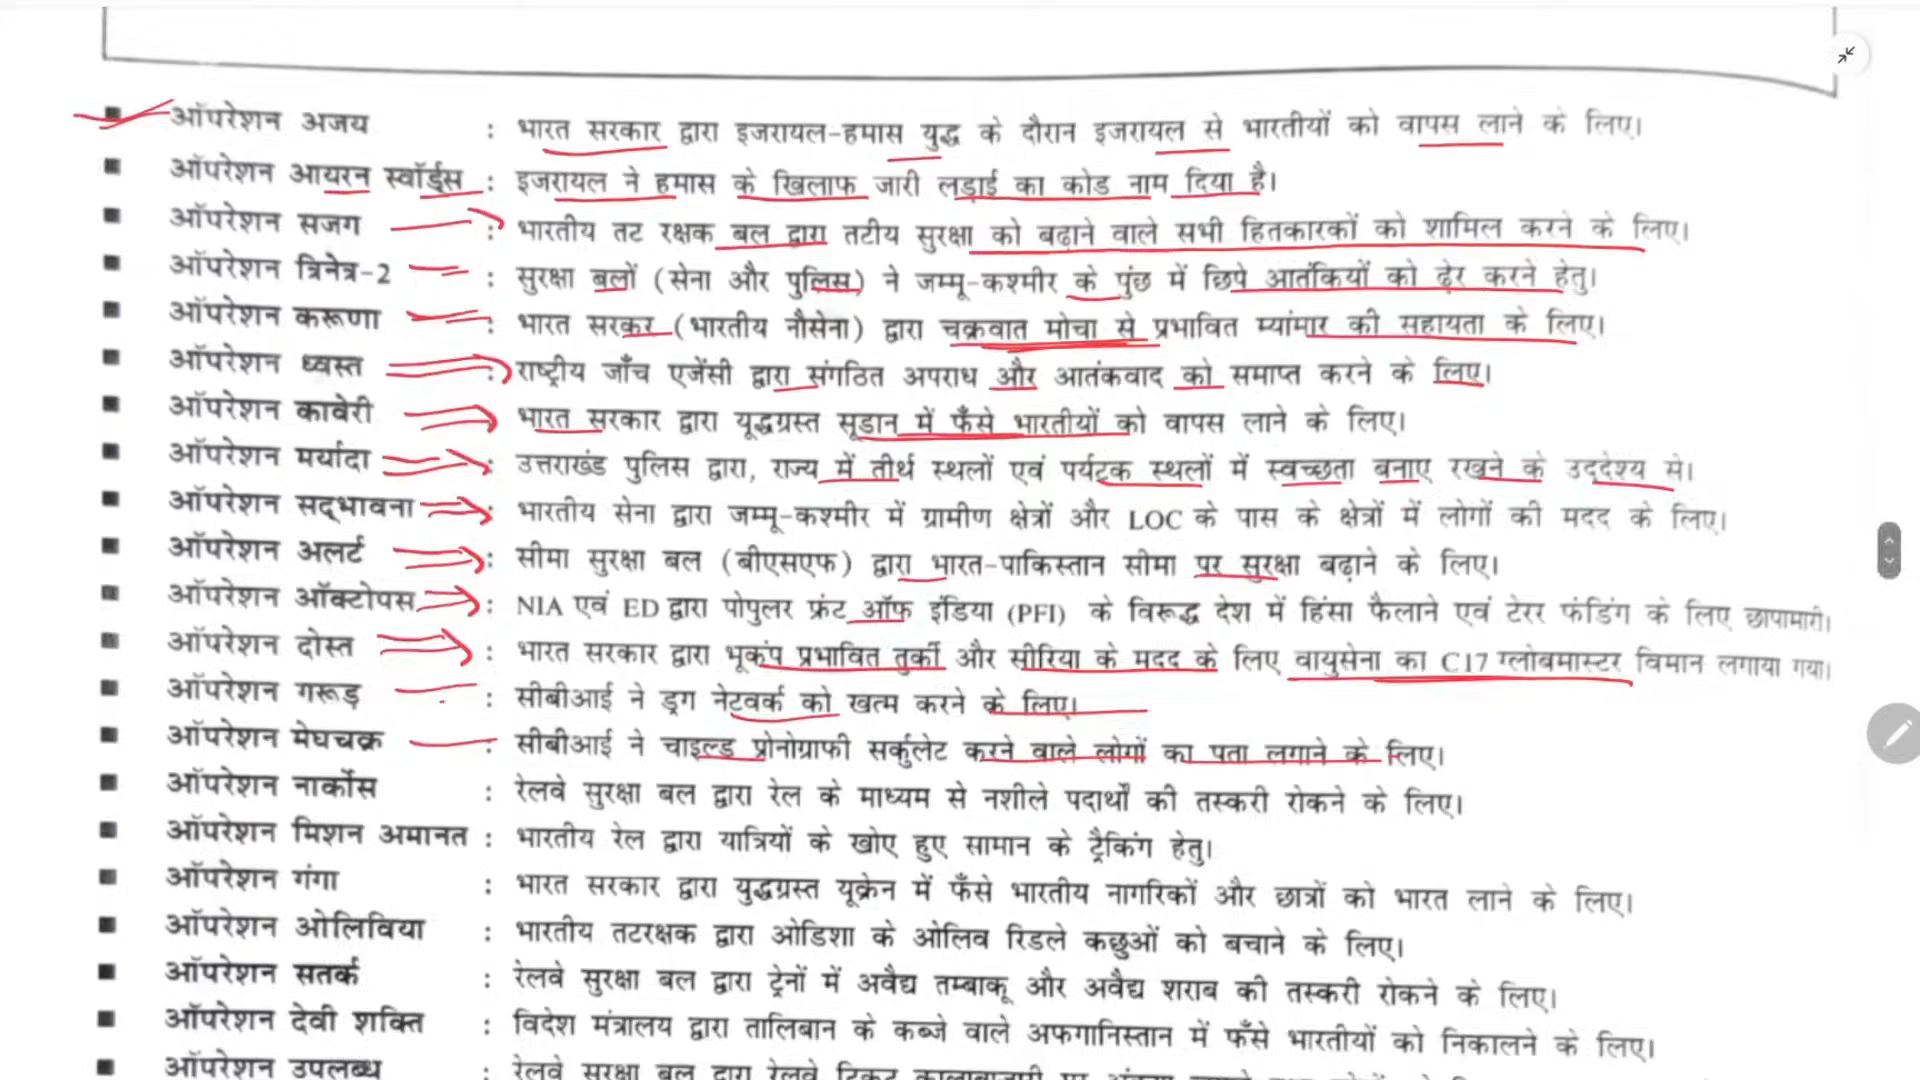 ■ ऑपरेशन अजय : भारत सरकार द्वारा इजरायल-हमास युद्ध के दौरान इजरायल से भारतीयों को वापस लाने के लिए।
■ ऑपरेशन आयरन स्वॉर्ड्स : इजरायल ने हमास के खिलाफ जारी लड़ाई का कोड नाम दिया है।
■ ऑपरेशन सजग : भारतीय तट रक्षक बल द्वारा तटीय सुरक्षा को बढ़ाने वाले सभी हितकारकों को शामिल करने के लिए।
■ ऑपरेशन त्रिनेत्र-2 : सुरक्षा बलों (सेना और पुलिस) ने जम्मू-कश्मीर के पुंछ में छिपे आतंकियों को ढ़ेर करने हेतु।
■ ऑपरेशन करूणा : भारत सरकर (भारतीय नौसेना) द्वारा चक्रवात मोचा से प्रभावित म्यांमार की सहायता के लिए।
■ ऑपरेशन ध्वस्त : राष्ट्रीय जाँच एजेंसी द्वारा संगठित अपराध और आतंकवाद को समाप्त करने के लिए।
■ ऑपरेशन कावेरी : भारत सरकार द्वारा यूद्धग्रस्त सूडान में फँसे भारतीयों को वापस लाने के लिए।
■ ऑपरेशन मर्यादा : उत्तराखंड पुलिस द्वारा, राज्य में तीर्थ स्थलों एवं पर्यटक स्थलों में स्वच्छता बनाए रखने के उद्देश्य से।
■ ऑपरेशन सद्भावना : भारतीय सेना द्वारा जम्मू-कश्मीर में ग्रामीण क्षेत्रों और LOC के पास के क्षेत्रों में लोगों की मदद के लिए।
■ ऑपरेशन अलर्ट : सीमा सुरक्षा बल (बीएसएफ) द्वारा भारत-पाकिस्तान सीमा पर सुरक्षा बढ़ाने के लिए।
■ ऑपरेशन ऑक्टोपस : NIA एवं ED द्वारा पोपुलर फ्रंट ऑफ इंडिया (PFI) के विरूद्ध देश में हिंसा फैलाने एवं टेरर फंडिंग के लिए छापामारी।
■ ऑपरेशन दोस्त : भारत सरकार द्वारा भूकंप प्रभावित तुर्की और सीरिया के मदद के लिए वायुसेना का C17 ग्लोबमास्टर विमान लगाया गया।
■ ऑपरेशन गरूड़ : सीबीआई ने ड्रग नेटवर्क को खत्म करने के लिए।
■ ऑपरेशन मेघचक्र : सीबीआई ने चाइल्ड प्रोनोग्राफी सर्कुलेट करने वाले लोगों का पता लगाने के लिए।
■ ऑपरेशन नार्कोस : रेलवे सुरक्षा बल द्वारा रेल के माध्यम से नशीले पदार्थों की तस्करी रोकने के लिए।
■ ऑपरेशन मिशन अमानत : भारतीय रेल द्वारा यात्रियों के खोए हुए सामान के ट्रैकिंग हेतु।
■ ऑपरेशन गंगा : भारत सरकार द्वारा युद्धग्रस्त यूक्रेन में फँसे भारतीय नागरिकों और छात्रों को भारत लाने के लिए।
■ ऑपरेशन ओलिविया : भारतीय तटरक्षक द्वारा ओडिशा के ओलिव रिडले कछुओं को बचाने के लिए।
■ ऑपरेशन सतर्क : रेलवे सुरक्षा बल द्वारा ट्रेनों में अवैद्य तम्बाकू और अवैद्य शराब की तस्करी रोकने के लिए।
■ ऑपरेशन देवी शक्ति : विदेश मंत्रालय द्वारा तालिबान के कब्जे वाले अफगानिस्तान में फँसे भारतीयों को निकालने के लिए।
■ ऑपरेशन उपलब्ध : रेलवे सुरक्षा बल द्वारा रेलवे टिकट कालाबाजारी पर